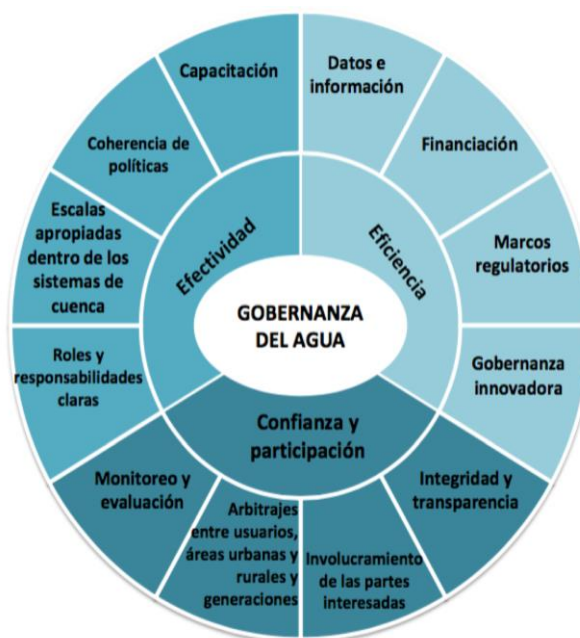 Capacitación
Datos e
información
Coherencia de
políticas
Financiación
Escalas
apropiadas
dentro de los
sistemas de
cuenca
Marcos
regulatorios
Roles y
responsabilidades
claras
Gobernanza
innovadora
Efectividad
Eficiencia
GOBERNANZA
DEL AGUA
Confianza y
participación
Monitoreo y
evaluación
Arbitrajes
entre usuarios,
áreas urbanas y
rurales y
generaciones
Involucramiento
de las partes
interesadas
Integridad y
transparencia